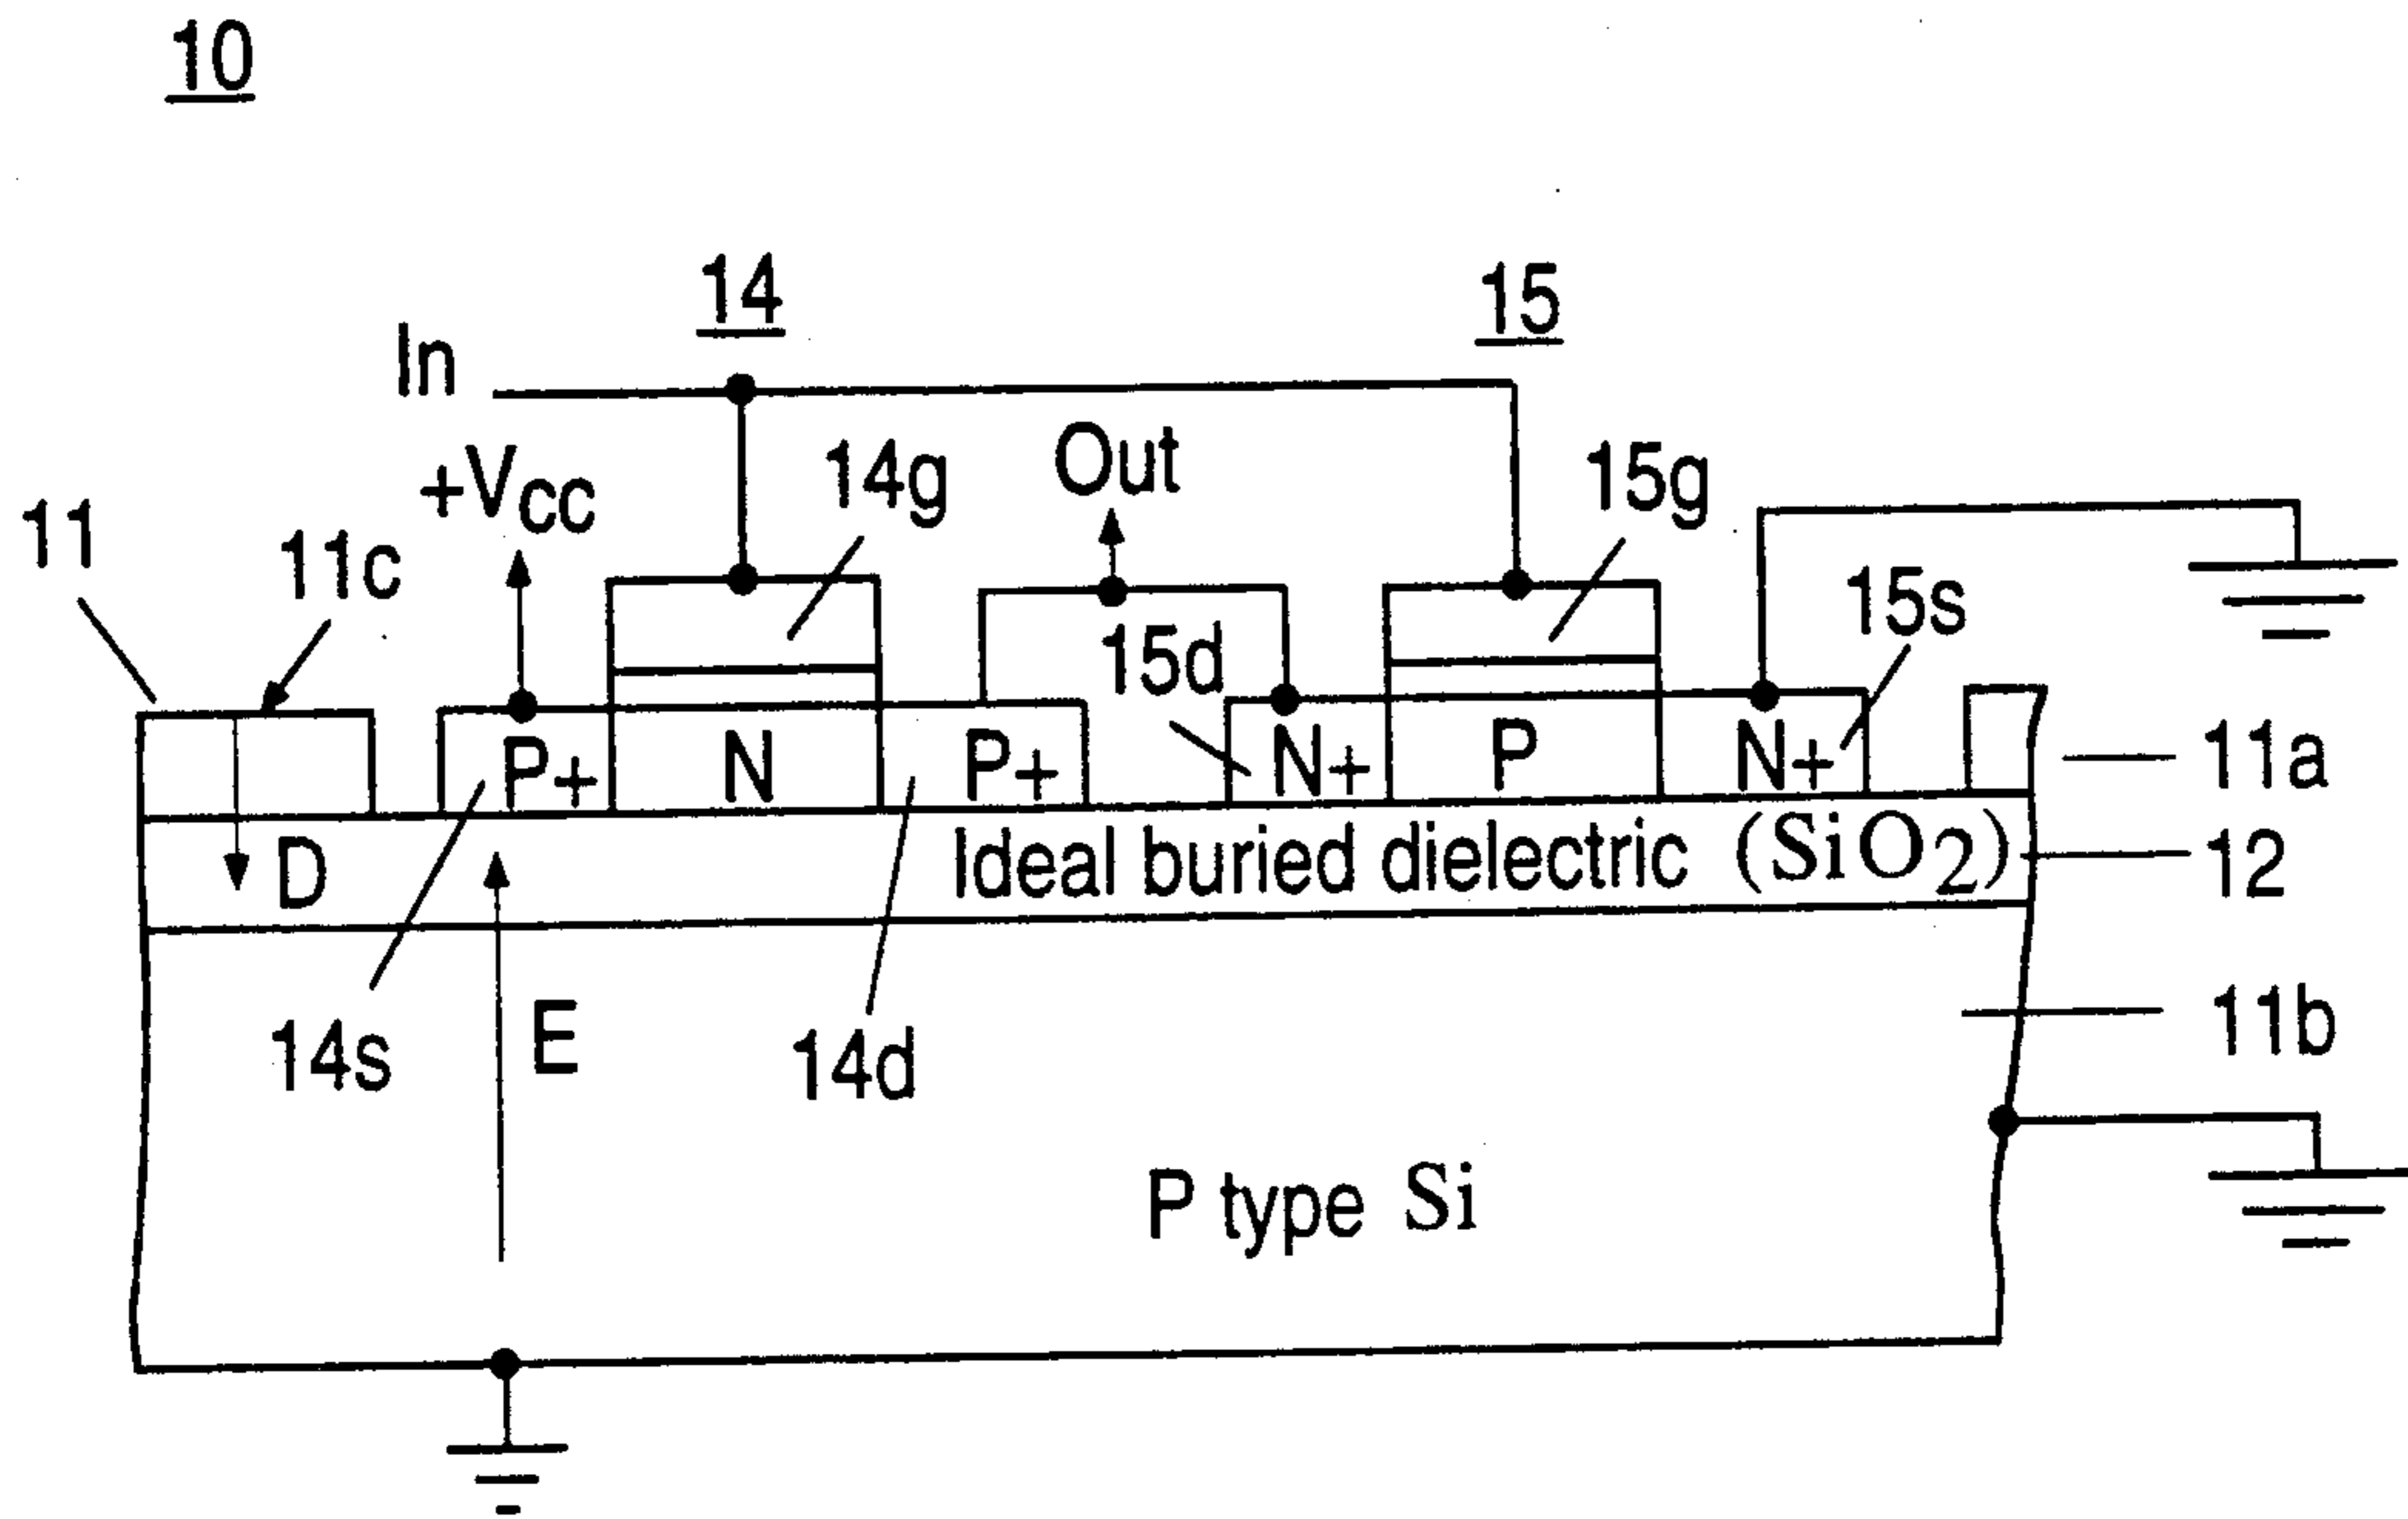 10
14
15
In
+Vcc
14g
Out
15g
11
11c
15d
15s
P+
N
P+
N+
P
N+
11a
D
Ideal buried dielectric (SiO2)
12
14s
E
14d
11b
P type Si